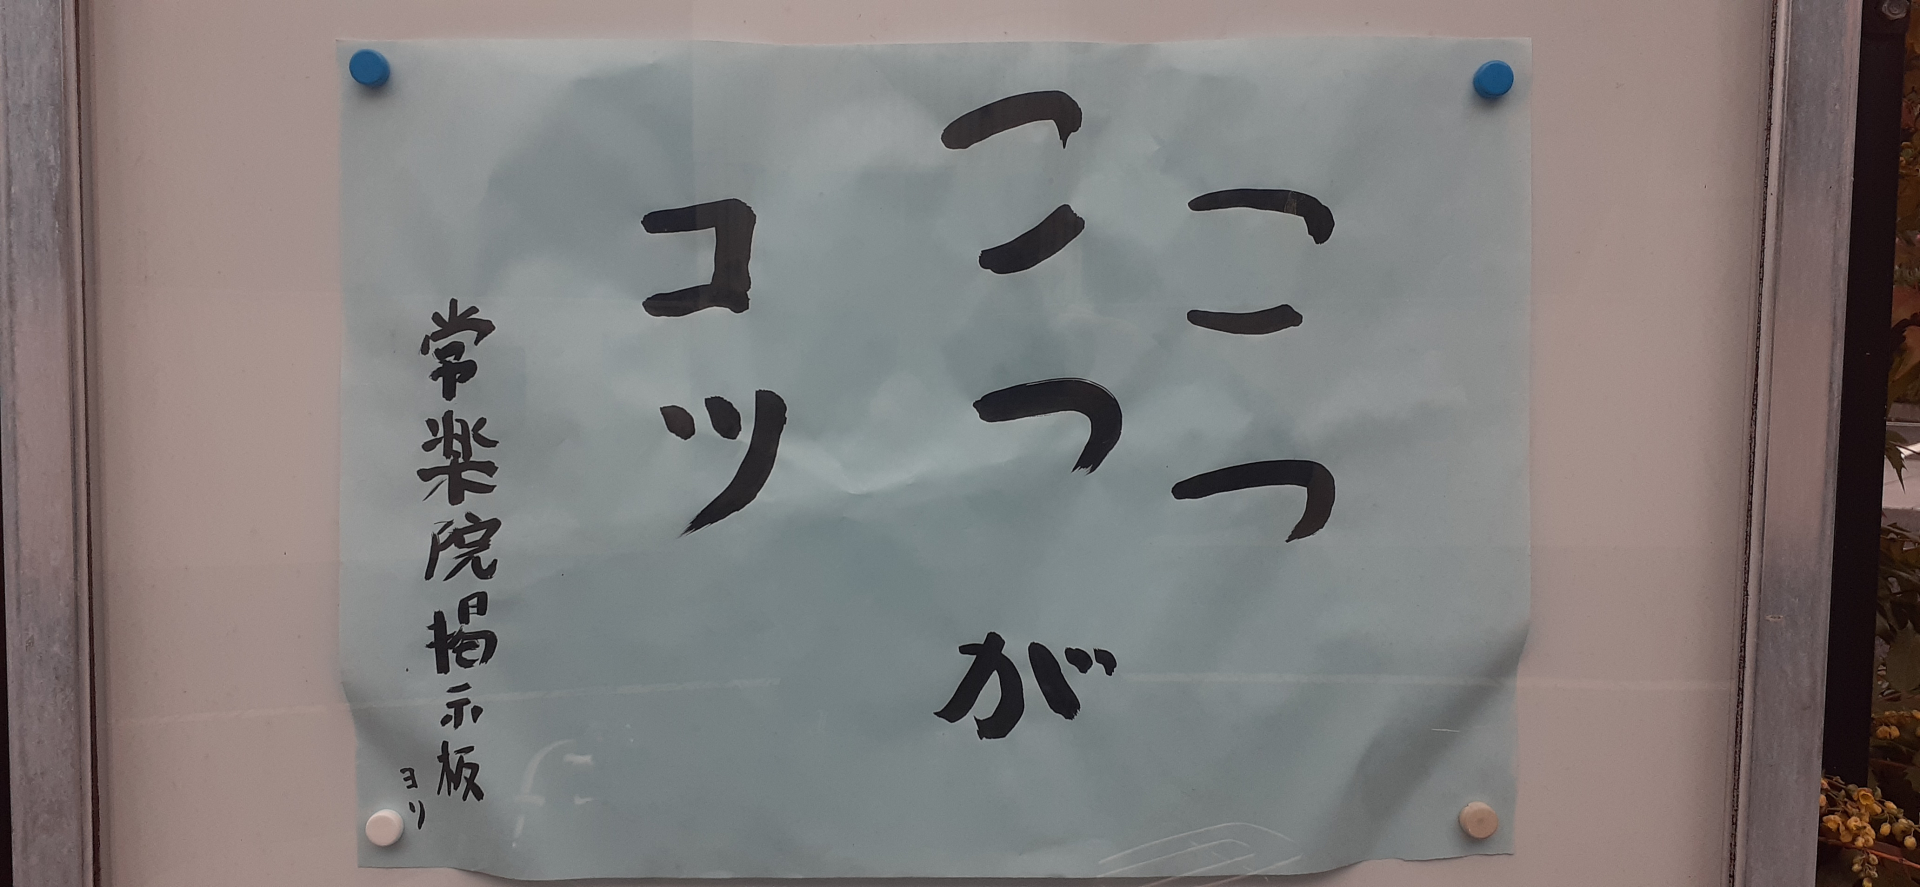 こつ
こつが
コツ
常楽院掲示板
ヨリ